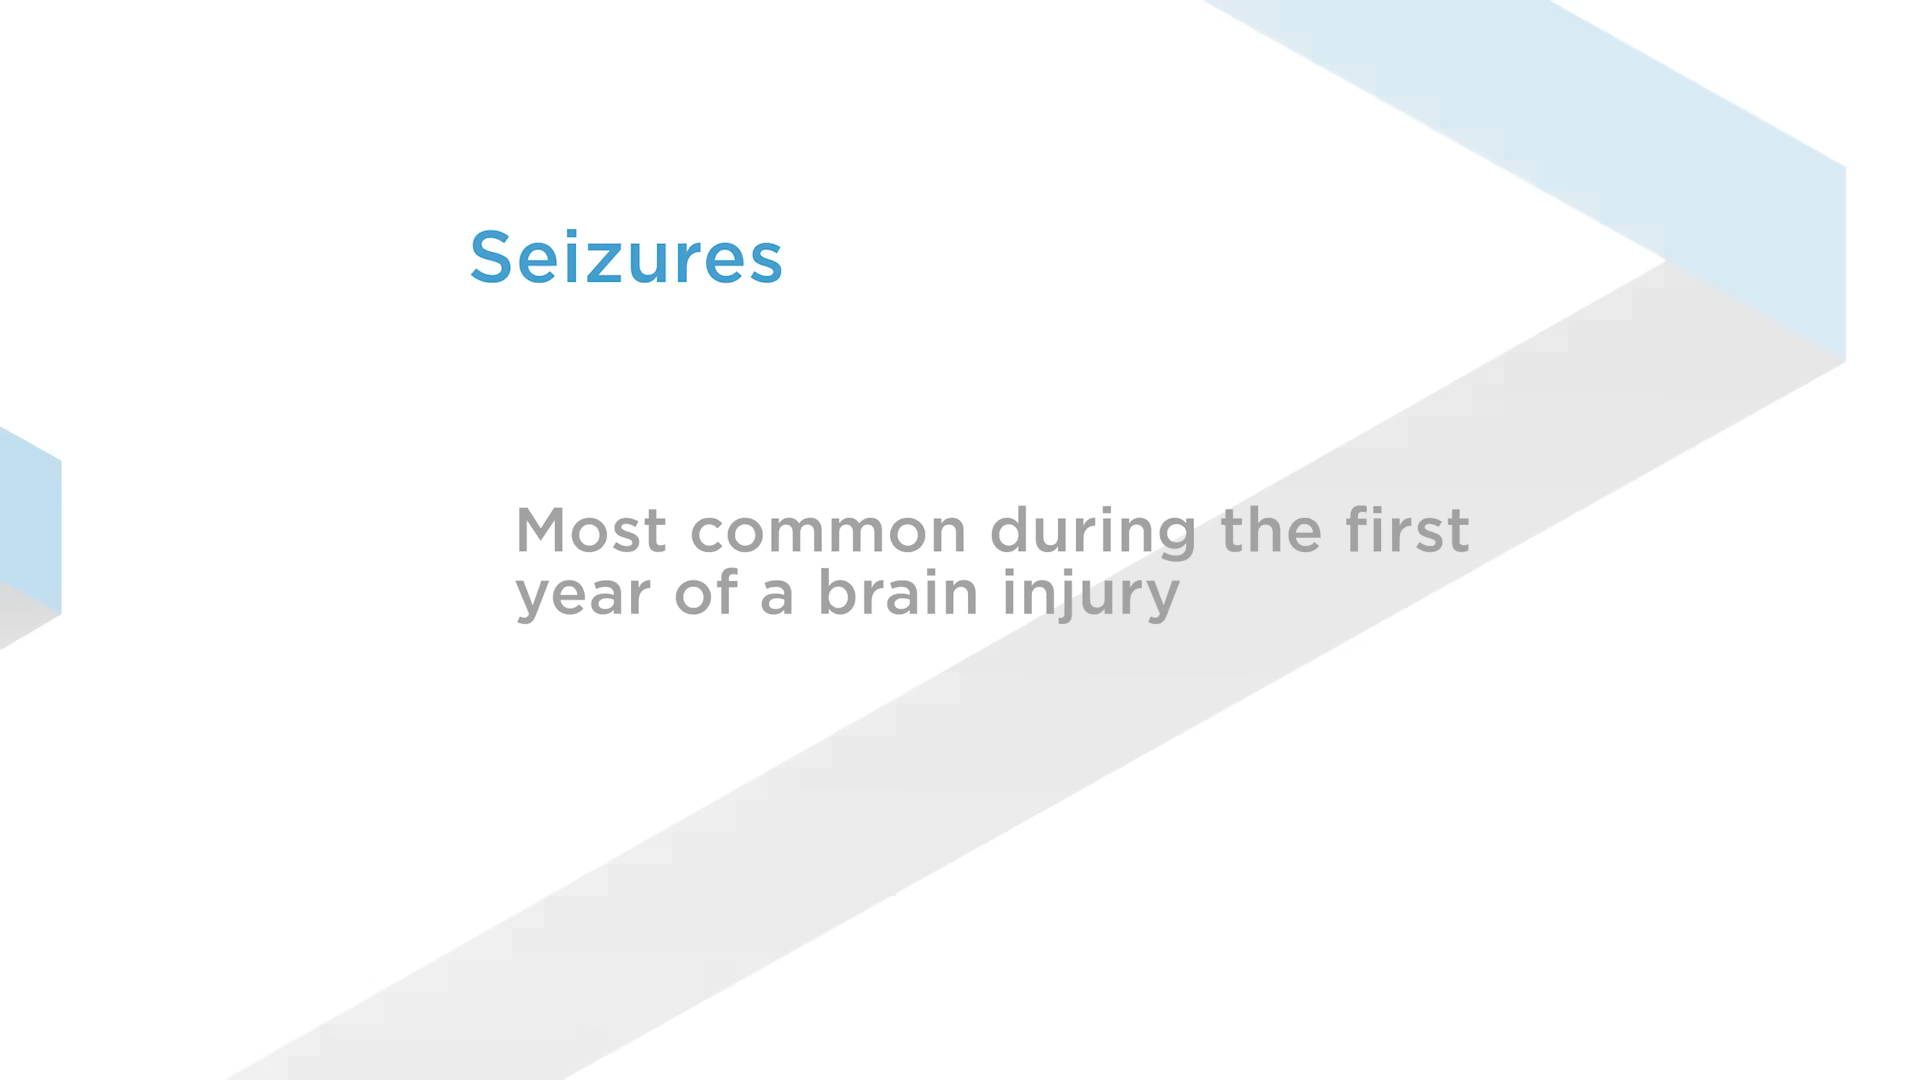 Seizures
Most common during the first
year of a brain injury